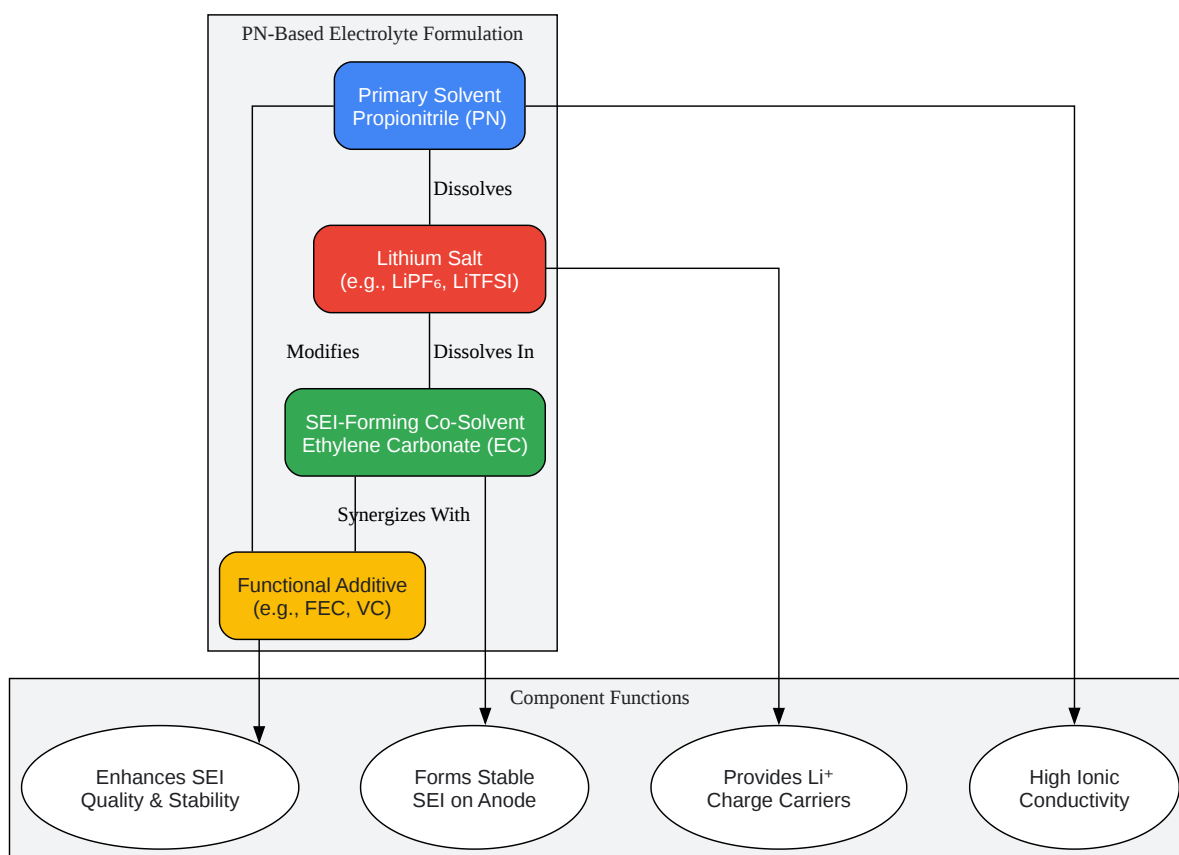 PN-Based Electrolyte Formulation
Primary Solvent
Propionitrile (PN)
Dissolves
Lithium Salt
(e.g., LiPF₆, LiTFSI)
Modifies
Dissolves In
SEI-Forming Co-Solvent
Ethylene Carbonate (EC)
Synergizes With
Functional Additive
(e.g., FEC, VC)
Component Functions
Enhances SEI
Quality & Stability
Forms Stable
SEI on Anode
Provides Li⁺
Charge Carriers
High Ionic
Conductivity